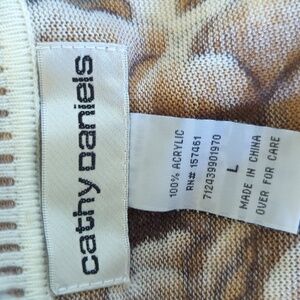 cathy daniels
100% ACRYLIC
RN# 157461
712439901970
L
MADE IN CHINA
OVER FOR CARE